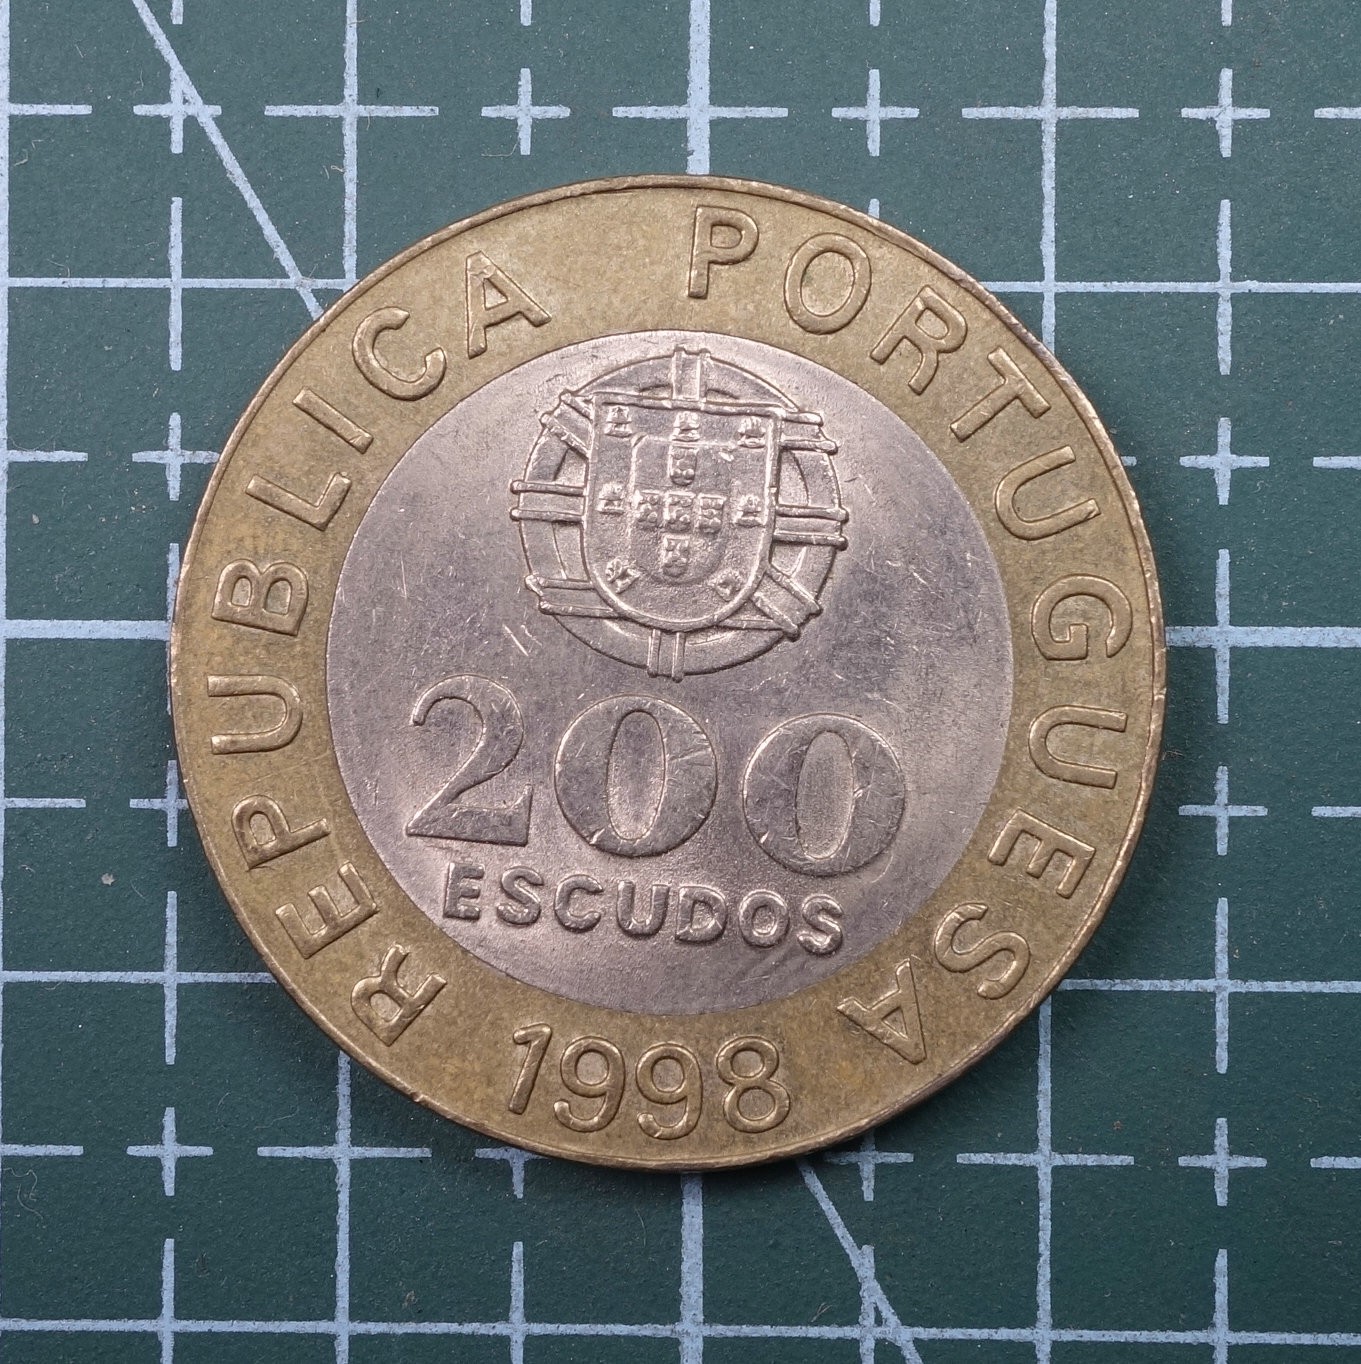 REPUBLICA PORTUGUESA
200
ESCUDOS
1998